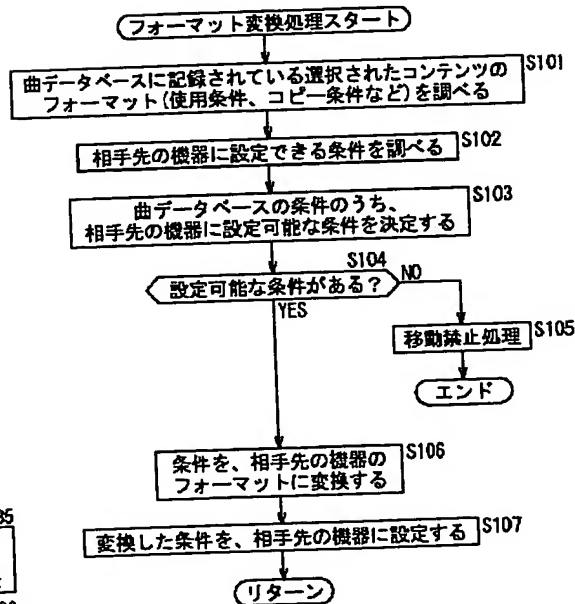 フォーマット変換処理スタート
S101
曲データベースに記録されている選択されたコンテンツの
フォーマット(使用条件、コピー条件など)を調べる
S102
相手先の機器に設定できる条件を調べる
S103
曲データベースの条件のうち、
相手先の機器に設定可能な条件を決定する
S104
設定可能な条件がある?
NO
YES
移動禁止処理
S105
エンド
S106
条件を、相手先の機器の
フォーマットに変換する
S107
変換した条件を、相手先の機器に設定する
リターン